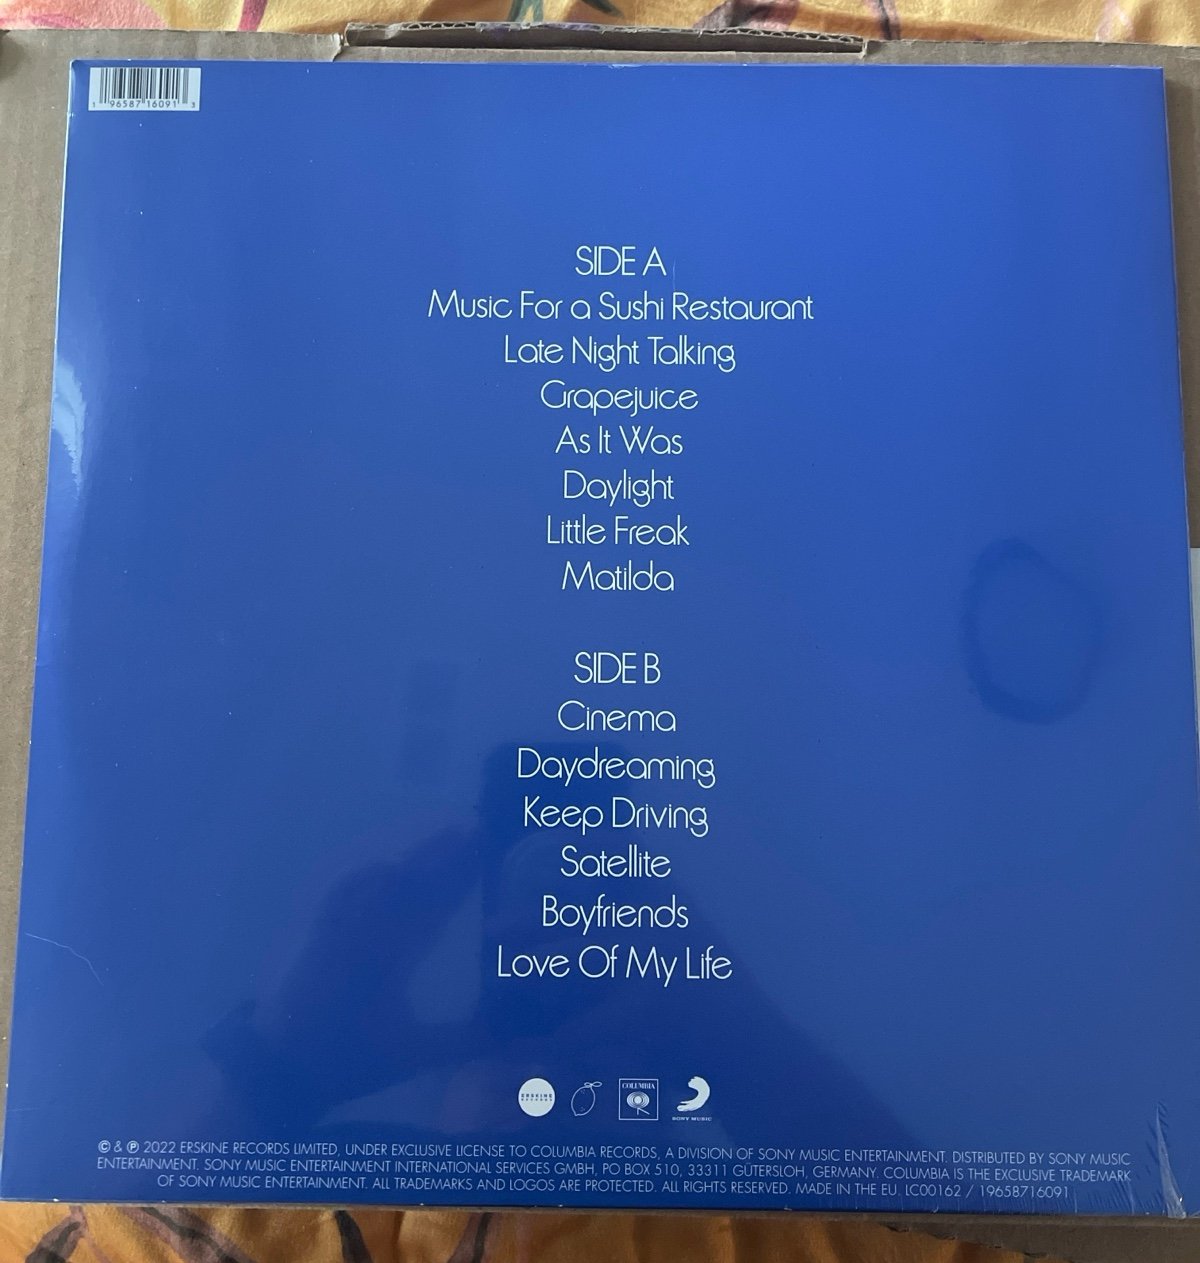 1 96587 16091 3
SIDE A
Music For a Sushi Restaurant
Late Night Talking
Grapejuice
As It Was
Daylight
Little Freak
Matilda
SIDE B
Cinema
Daydreaming
Keep Driving
Satellite
Boyfriends
Love Of My Life
ERSKINE RECORDS
COLUMBIA
SONY MUSIC
© & ℗ 2022 ERSKINE RECORDS LIMITED, UNDER EXCLUSIVE LICENSE TO COLUMBIA RECORDS, A DIVISION OF SONY MUSIC ENTERTAINMENT. DISTRIBUTED BY SONY MUSIC
ENTERTAINMENT. SONY MUSIC ENTERTAINMENT INTERNATIONAL SERVICES GMBH, PO BOX 510, 33311 GÜTERSLOH, GERMANY. COLUMBIA IS THE EXCLUSIVE TRADEMARK
OF SONY MUSIC ENTERTAINMENT. ALL TRADEMARKS AND LOGOS ARE PROTECTED. ALL RIGHTS RESERVED. MADE IN THE EU. LC00162 / 19658716091